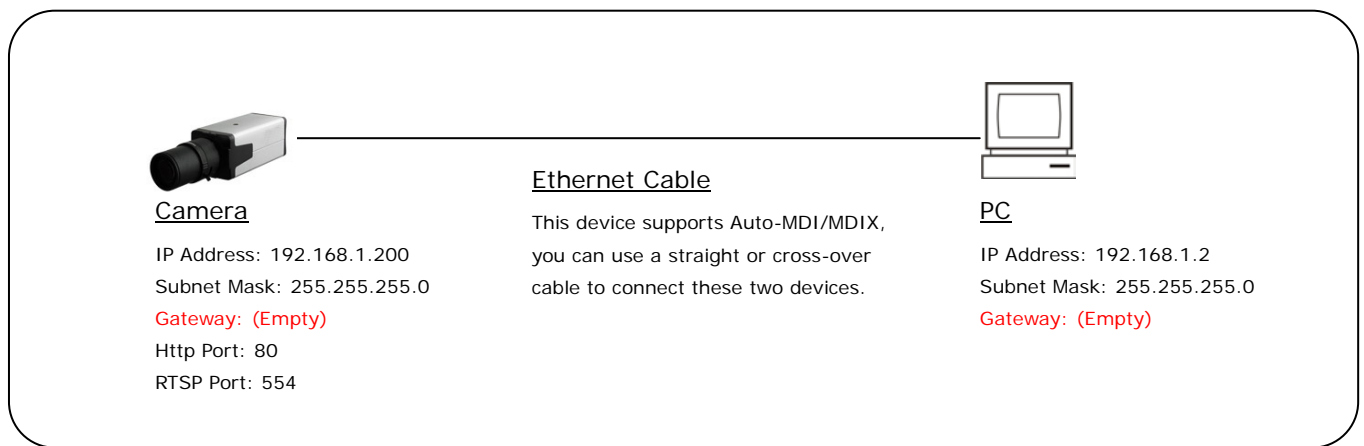 Camera
IP Address: 192.168.1.200
Subnet Mask: 255.255.255.0
Gateway: (Empty)
Http Port: 80
RTSP Port: 554
Ethernet Cable
This device supports Auto-MDI/MDIX,
you can use a straight or cross-over
cable to connect these two devices.
PC
IP Address: 192.168.1.2
Subnet Mask: 255.255.255.0
Gateway: (Empty)